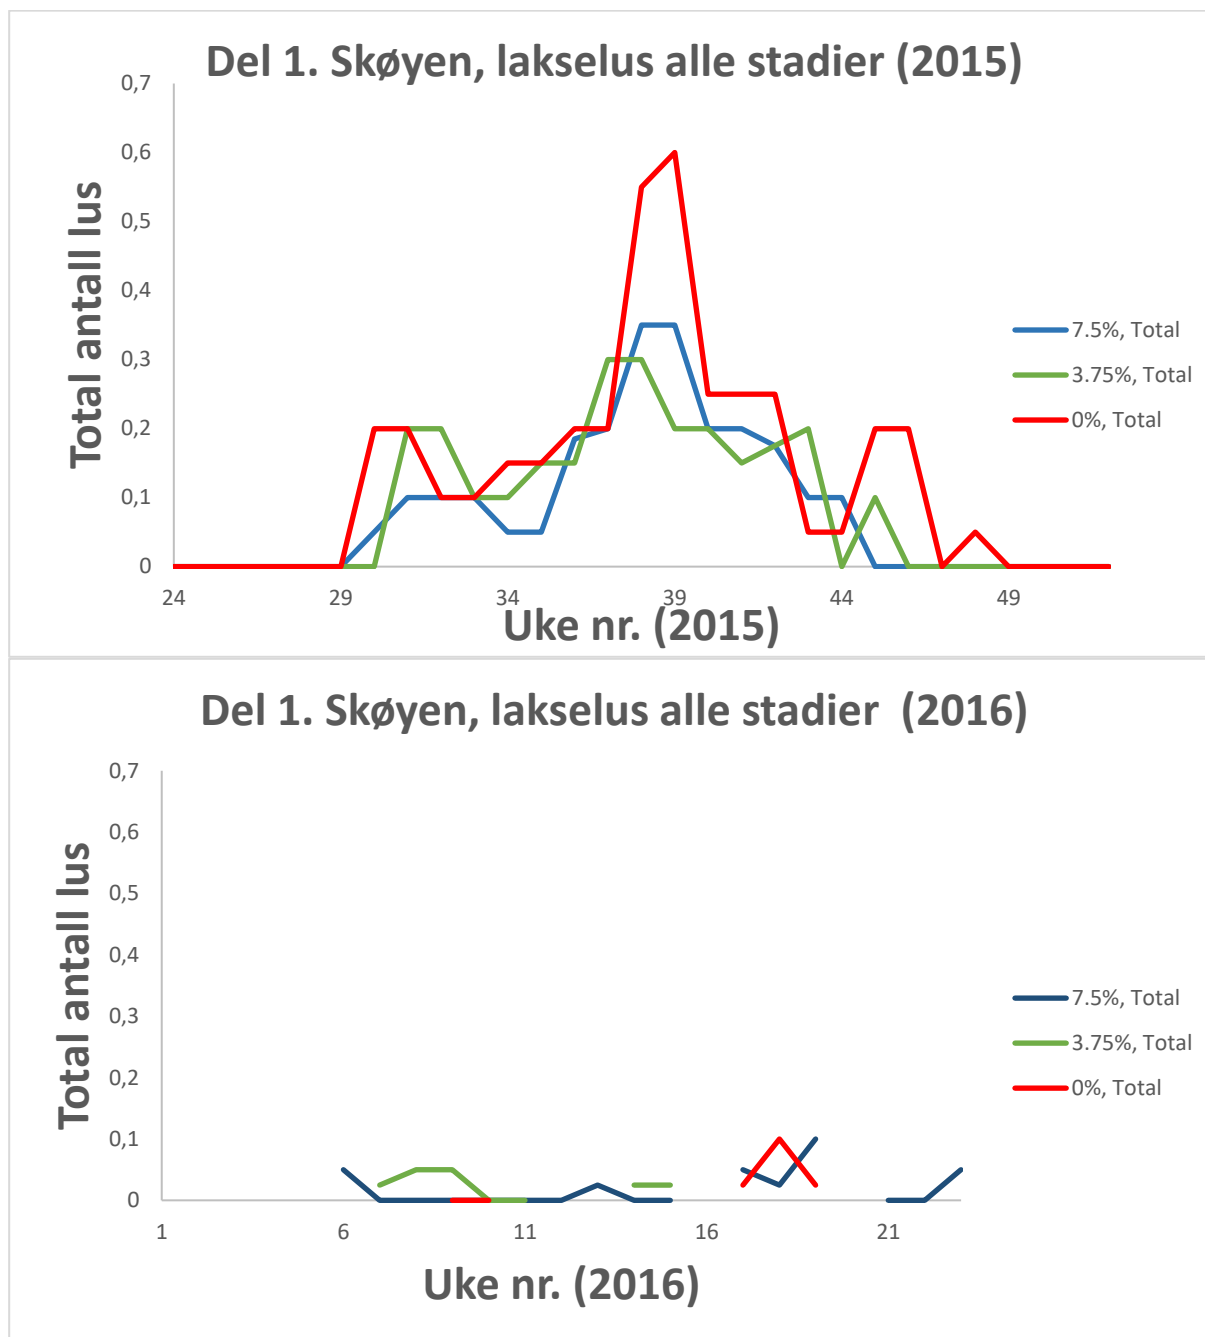 Del 1. Skøyen, lakselus alle stadier (2015)
0,7
0,6
0,5
0,4
0,3
0,2
0,1
0
Total antall lus
24 29 34 39 44 49
Uke nr. (2015)
7.5%, Total
3.75%, Total
0%, Total
Del 1. Skøyen, lakselus alle stadier  (2016)
0,7
0,6
0,5
0,4
0,3
0,2
0,1
0
Total antall lus
1 6 11 16 21
Uke nr. (2016)
7.5%, Total
3.75%, Total
0%, Total